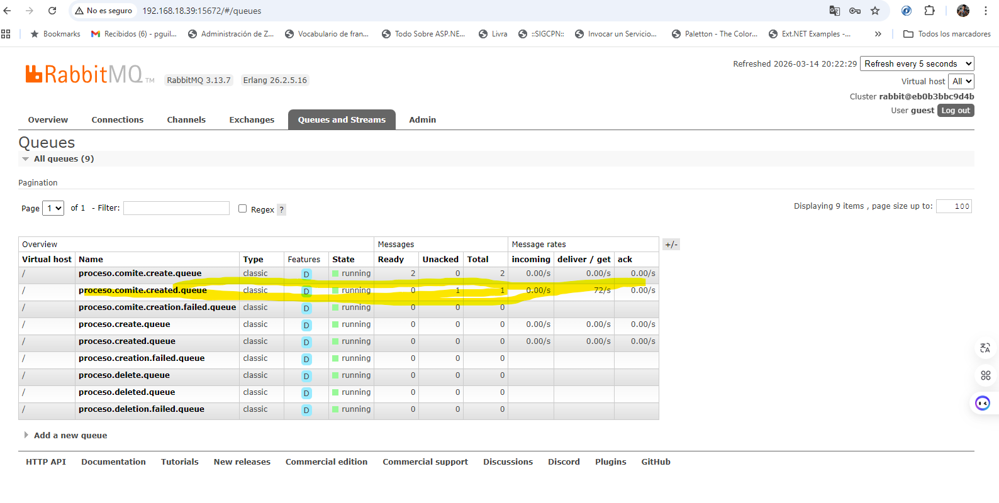 No es seguro 192.168.18.39:15672/#/queues
Bookmarks Recibidos (6) - pguil... Administración de Z... Vocabulario de fran... Todo Sobre ASP.NE... Livra ::SIGCPN:: Invocar un Servicio... Paletton - The Color... Ext.NET Examples -... » Todos los marcadores
RabbitMQ TM RabbitMQ 3.13.7 Erlang 26.2.5.16
Refreshed 2026-03-14 20:22:29 Refresh every 5 seconds
Virtual host All
Cluster rabbit@eb0b3bbc9d4b
User guest Log out
Overview Connections Channels Exchanges Queues and Streams Admin
Queues
All queues (9)
Pagination
Page 1 of 1 - Filter: Regex ? Displaying 9 items , page size up to: 100
Overview Messages Message rates +/-
Virtual host Name Type Features State Ready Unacked Total incoming deliver / get ack
/ proceso.comite.create.queue classic D running 2 0 2 0.00/s 0.00/s 0.00/s
/ proceso.comite.created.queue classic D running 0 1 1 0.00/s 72/s 0.00/s
/ proceso.comite.creation.failed.queue classic D running 0 0 0
/ proceso.create.queue classic D running 0 0 0 0.00/s 0.00/s 0.00/s
/ proceso.created.queue classic D running 0 0 0 0.00/s 0.00/s 0.00/s
/ proceso.creation.failed.queue classic D running 0 0 0
/ proceso.delete.queue classic D running 0 0 0
/ proceso.deleted.queue classic D running 0 0 0
/ proceso.deletion.failed.queue classic D running 0 0 0
Add a new queue
HTTP API Documentation Tutorials New releases Commercial edition Commercial support Discussions Discord Plugins GitHub